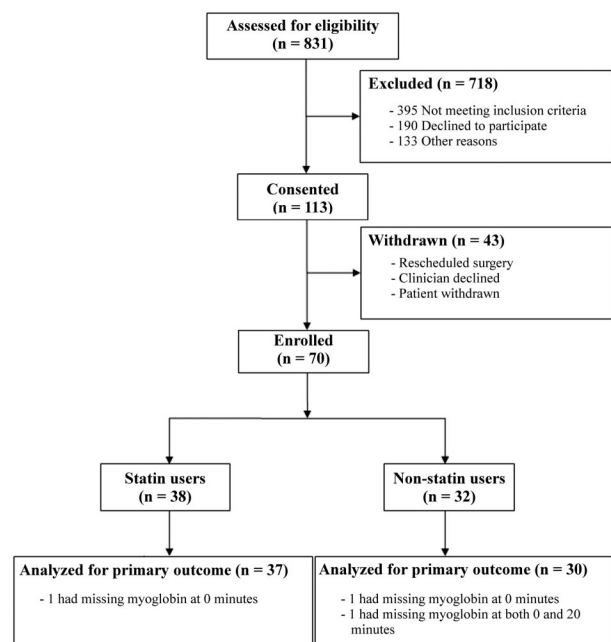 Assessed for eligibility
(n = 831)
Excluded (n = 718)
- 395 Not meeting inclusion criteria
- 190 Declined to participate
- 133 Other reasons
Consented
(n = 113)
Withdrawn (n = 43)
- Rescheduled surgery
- Clinician declined
- Patient withdrawn
Enrolled
(n = 70)
Statin users
(n = 38)
Non-statin users
(n = 32)
Analyzed for primary outcome (n = 37)
- 1 had missing myoglobin at 0 minutes
Analyzed for primary outcome (n = 30)
- 1 had missing myoglobin at 0 minutes
- 1 had missing myoglobin at both 0 and 20
minutes